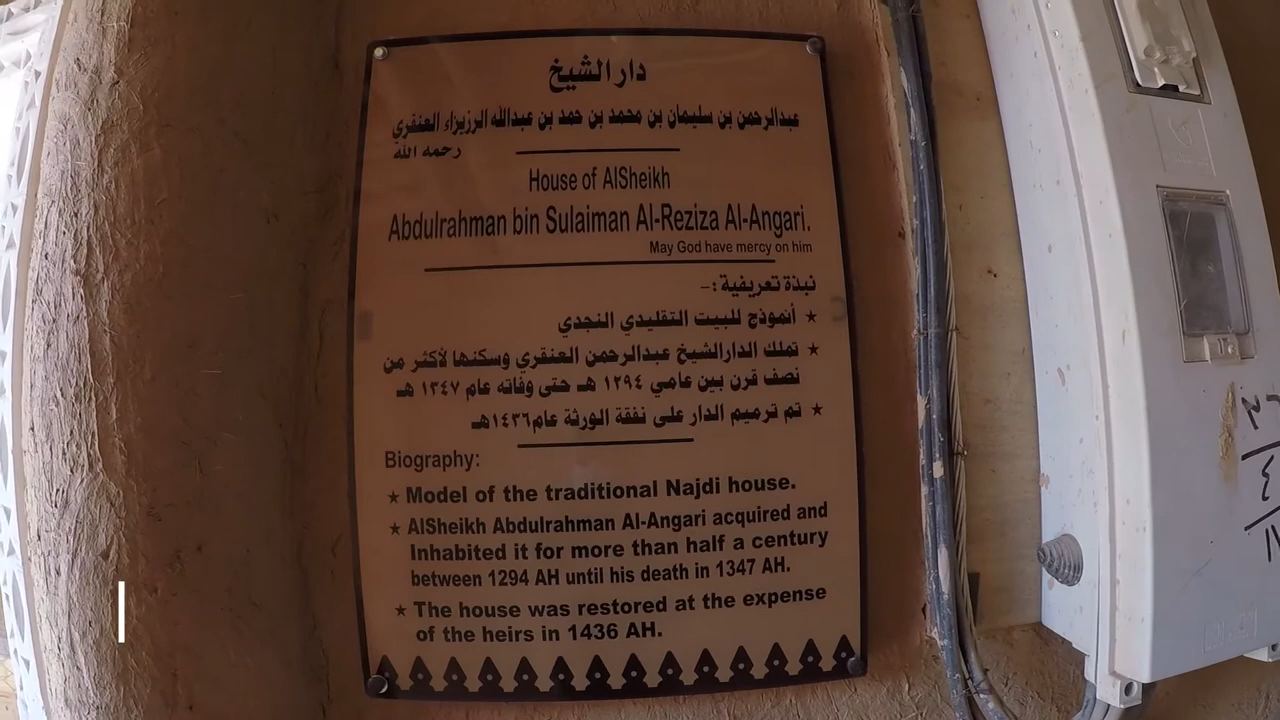 دار الشيخ
عبدالرحمن بن سليمان بن محمد بن حمد بن عبدالله الرزيزاء العنقري
رحمه الله
House of AlSheikh
Abdulrahman bin Sulaiman Al-Reziza Al-Angari.
May God have mercy on him
نبذة تعريفية :-
★ أنموذج للبيت التقليدي النجدي
★ تملك الدار الشيخ عبدالرحمن العنقري وسكنها لأكثر من
نصف قرن بين عامي ١٢٩٤ هـ حتى وفاته عام ١٣٤٧ هـ
★ تم ترميم الدار على نفقة الورثة عام ١٤٣٦هـ
Biography:
★ Model of the traditional Najdi house.
★ AlSheikh Abdulrahman Al-Angari acquired and
Inhabited it for more than half a century
between 1294 AH until his death in 1347 AH.
★ The house was restored at the expense
of the heirs in 1436 AH.